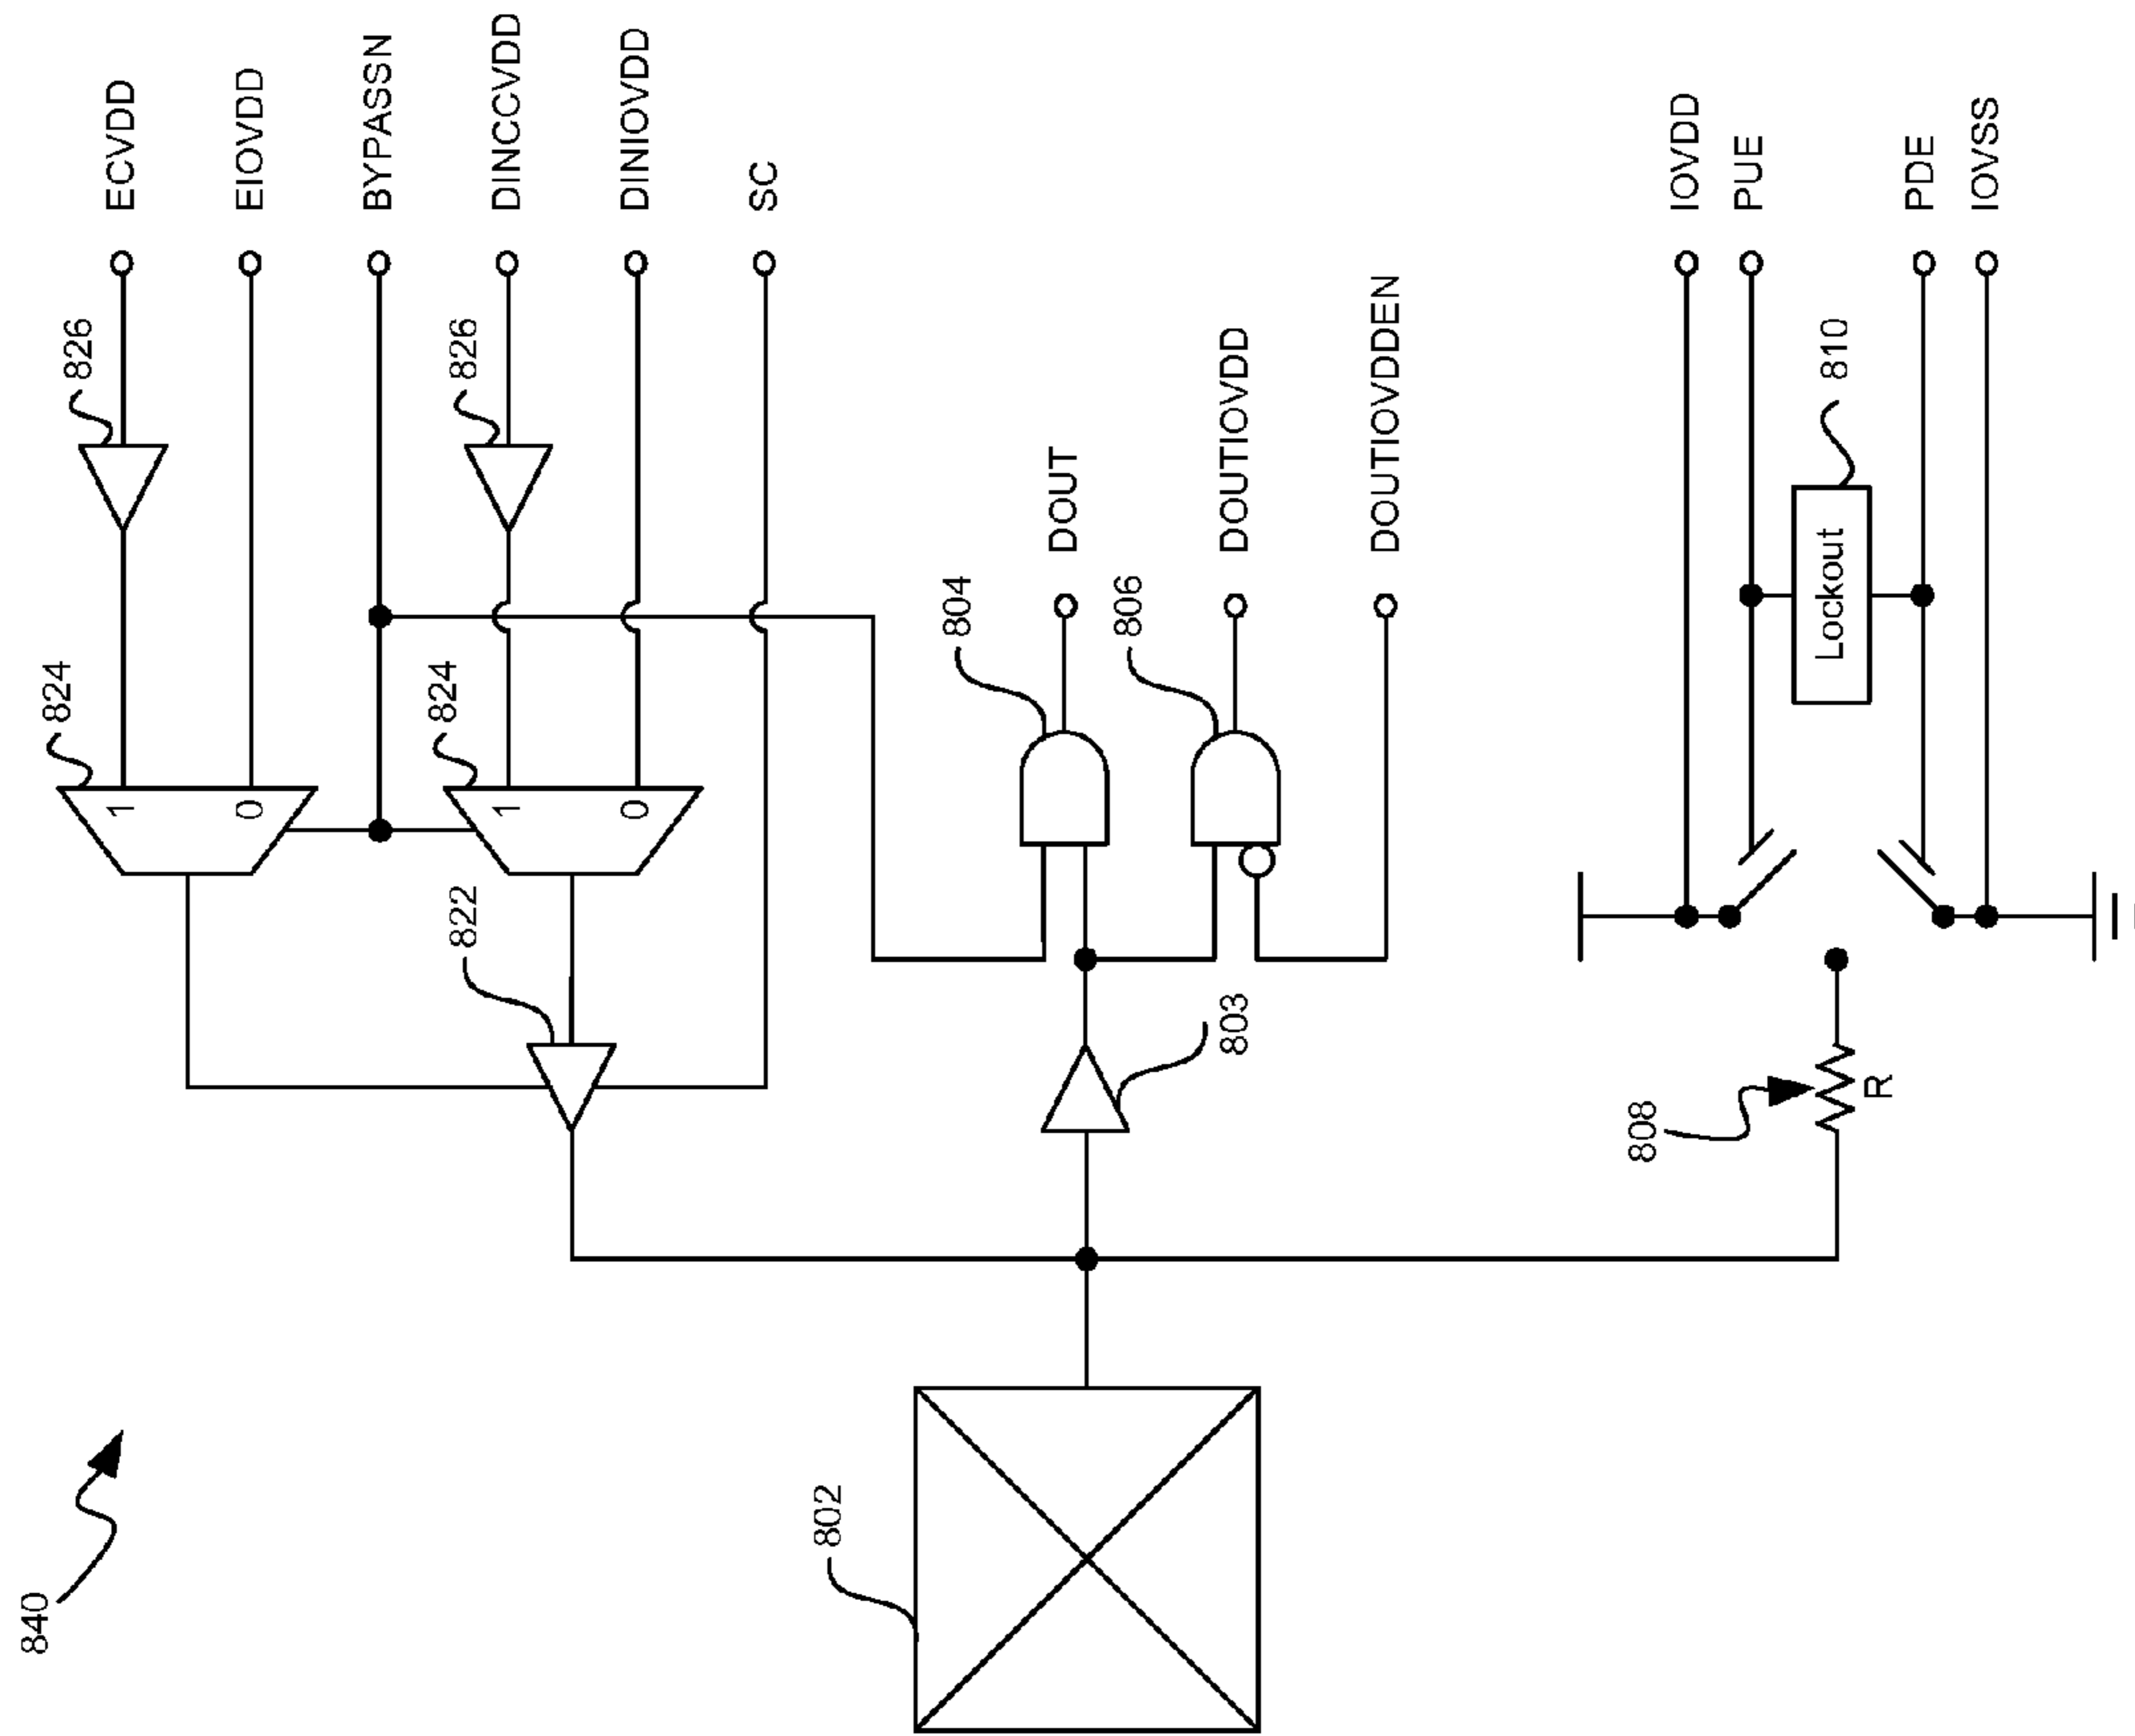 840
802
824
826
ECVDD
EIOVDD
BYPASSN
824
1
0
826
1
0
DINCCVDD
DINIOVDD
SC
822
804
DOUT
806
DOUTIOVDD
DOUTIOVDDEN
803
808
R
IOVDD
PUE
Lockout
810
PDE
IOVSS